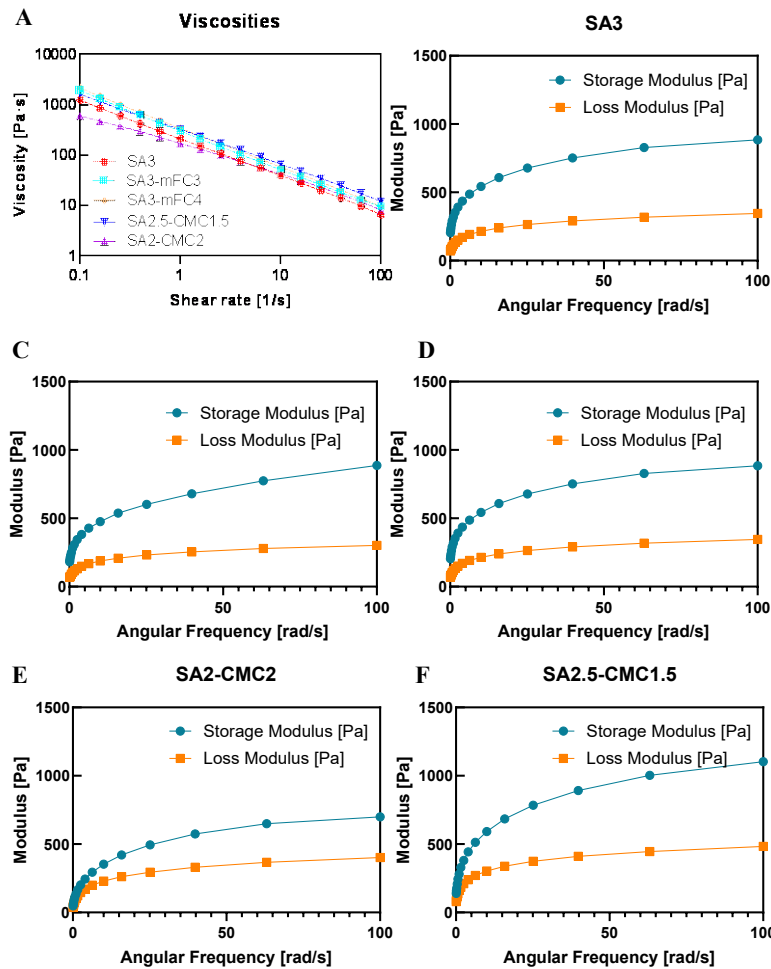 A
Viscosities
Viscosity [Pa·s]
10000
1000
100
10
1
SA3
SA3-mFC3
SA3-mFC4
SA2.5-CMC1.5
SA2-CMC2
0.1
1
10
100
Shear rate [1/s]
SA3
Modulus [Pa]
1500
1000
500
0
Storage Modulus [Pa]
Loss Modulus [Pa]
0
50
100
Angular Frequency [rad/s]
C
Modulus [Pa]
1500
1000
500
0
Storage Modulus [Pa]
Loss Modulus [Pa]
0
50
100
Angular Frequency [rad/s]
D
Modulus [Pa]
1500
1000
500
0
Storage Modulus [Pa]
Loss Modulus [Pa]
0
50
100
Angular Frequency [rad/s]
E
SA2-CMC2
Modulus [Pa]
1500
1000
500
0
Storage Modulus [Pa]
Loss Modulus [Pa]
0
50
100
Angular Frequency [rad/s]
F
SA2.5-CMC1.5
Modulus [Pa]
1500
1000
500
0
Storage Modulus [Pa]
Loss Modulus [Pa]
0
50
100
Angular Frequency [rad/s]